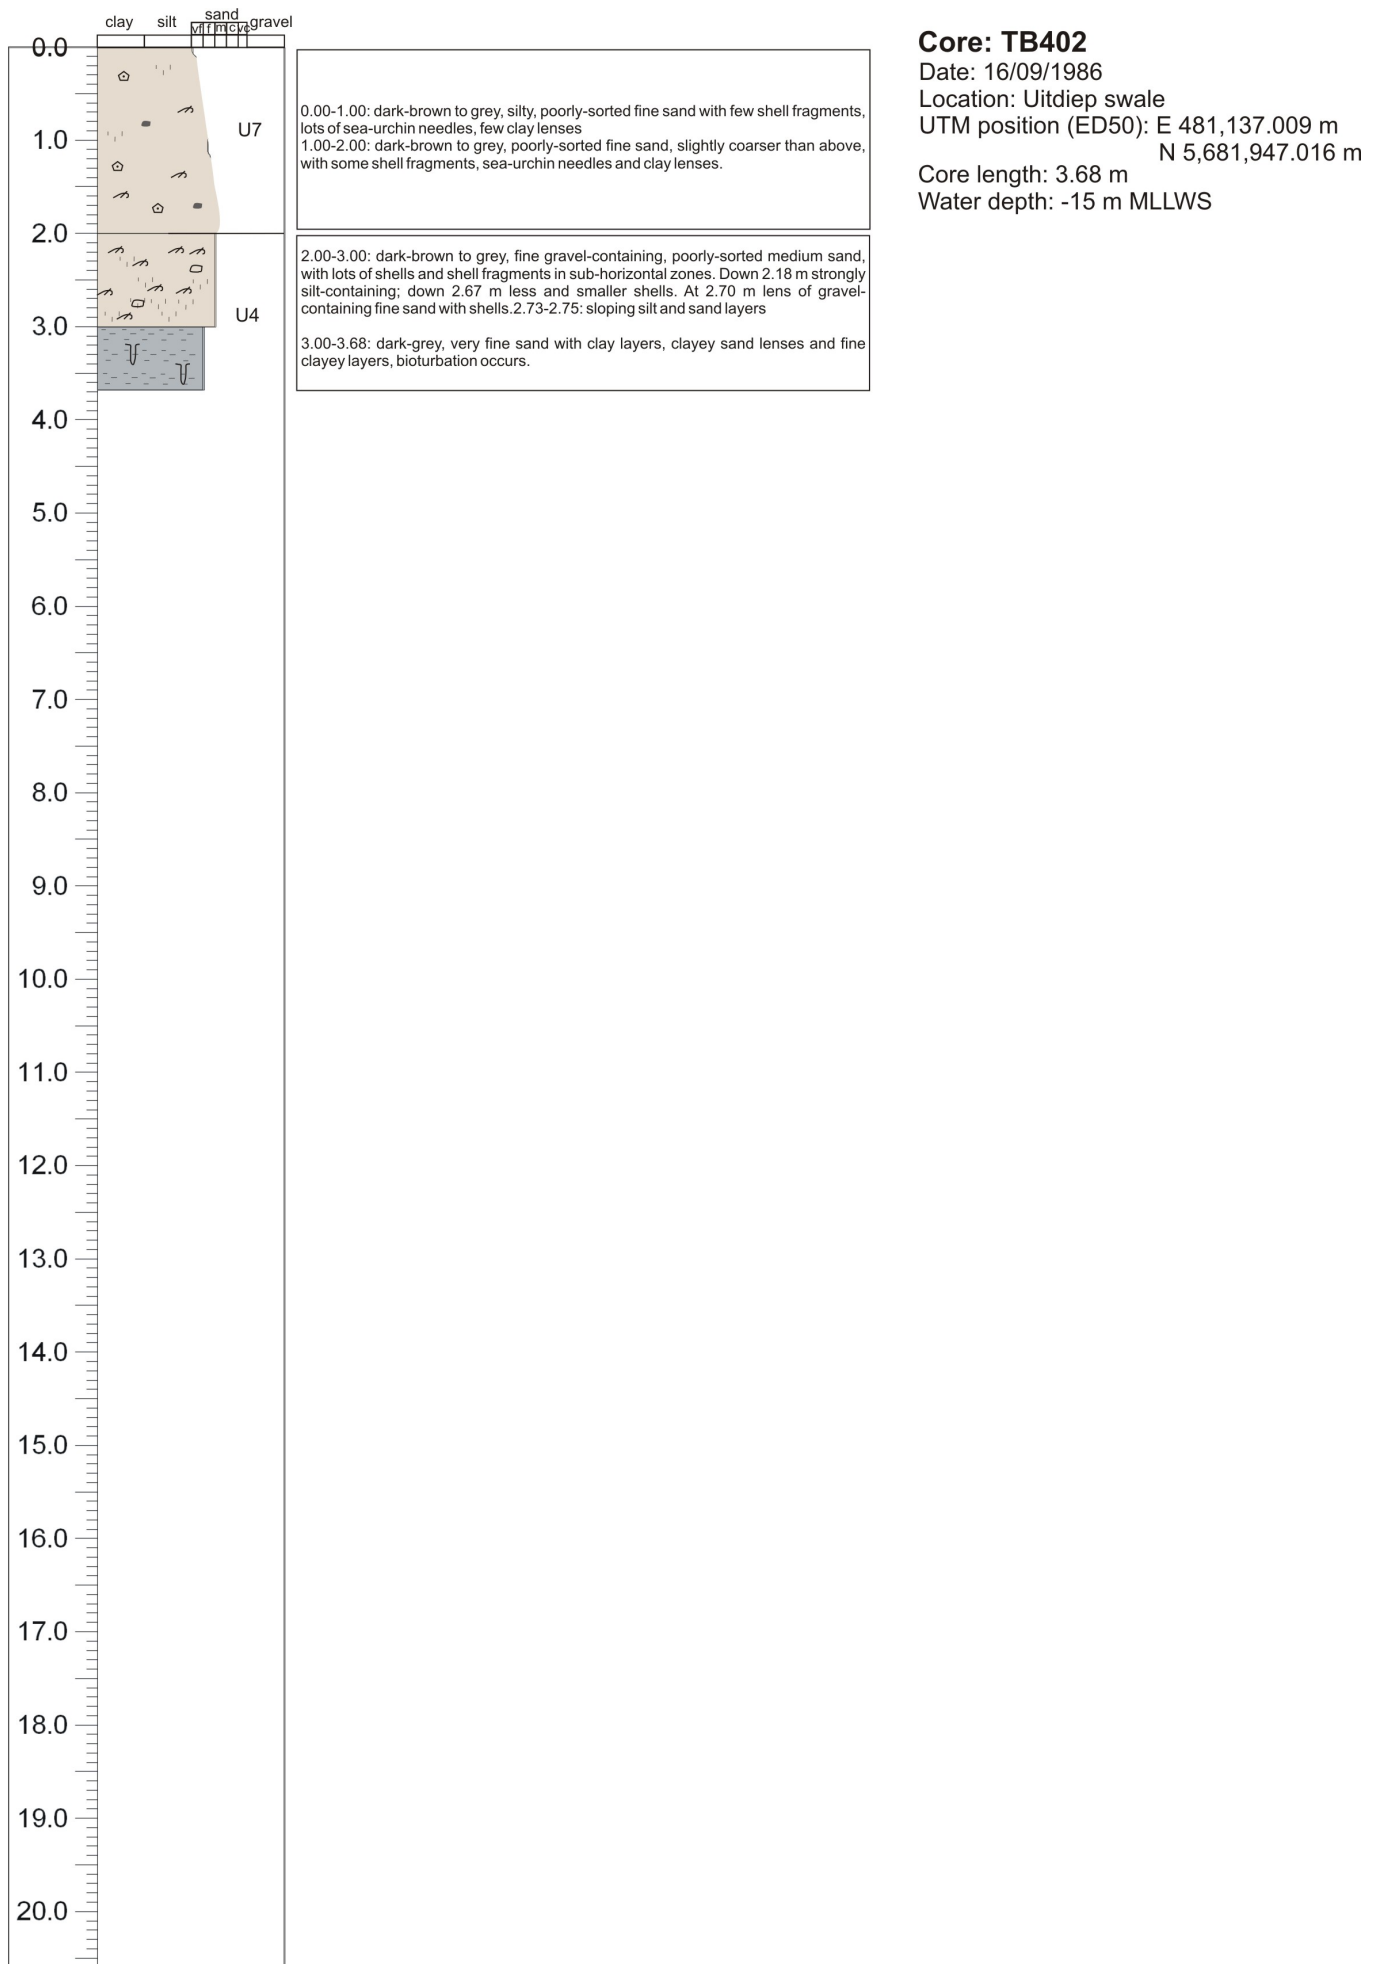 clay silt sand gravel
vf f m c vc
0.0
1.0
2.0
3.0
4.0
5.0
6.0
7.0
8.0
9.0
10.0
11.0
12.0
13.0
14.0
15.0
16.0
17.0
18.0
19.0
20.0
U7
U4
0.00-1.00: dark-brown to grey, silty, poorly-sorted fine sand with few shell fragments,
lots of sea-urchin needles, few clay lenses
1.00-2.00: dark-brown to grey, poorly-sorted fine sand, slightly coarser than above,
with some shell fragments, sea-urchin needles and clay lenses.
2.00-3.00: dark-brown to grey, fine gravel-containing, poorly-sorted medium sand,
with lots of shells and shell fragments in sub-horizontal zones. Down 2.18 m strongly
silt-containing; down 2.67 m less and smaller shells. At 2.70 m lens of gravel-
containing fine sand with shells.2.73-2.75: sloping silt and sand layers
3.00-3.68: dark-grey, very fine sand with clay layers, clayey sand lenses and fine
clayey layers, bioturbation occurs.
Core: TB402
Date: 16/09/1986
Location: Uitdiep swale
UTM position (ED50): E 481,137.009 m
N 5,681,947.016 m
Core length: 3.68 m
Water depth: -15 m MLLWS